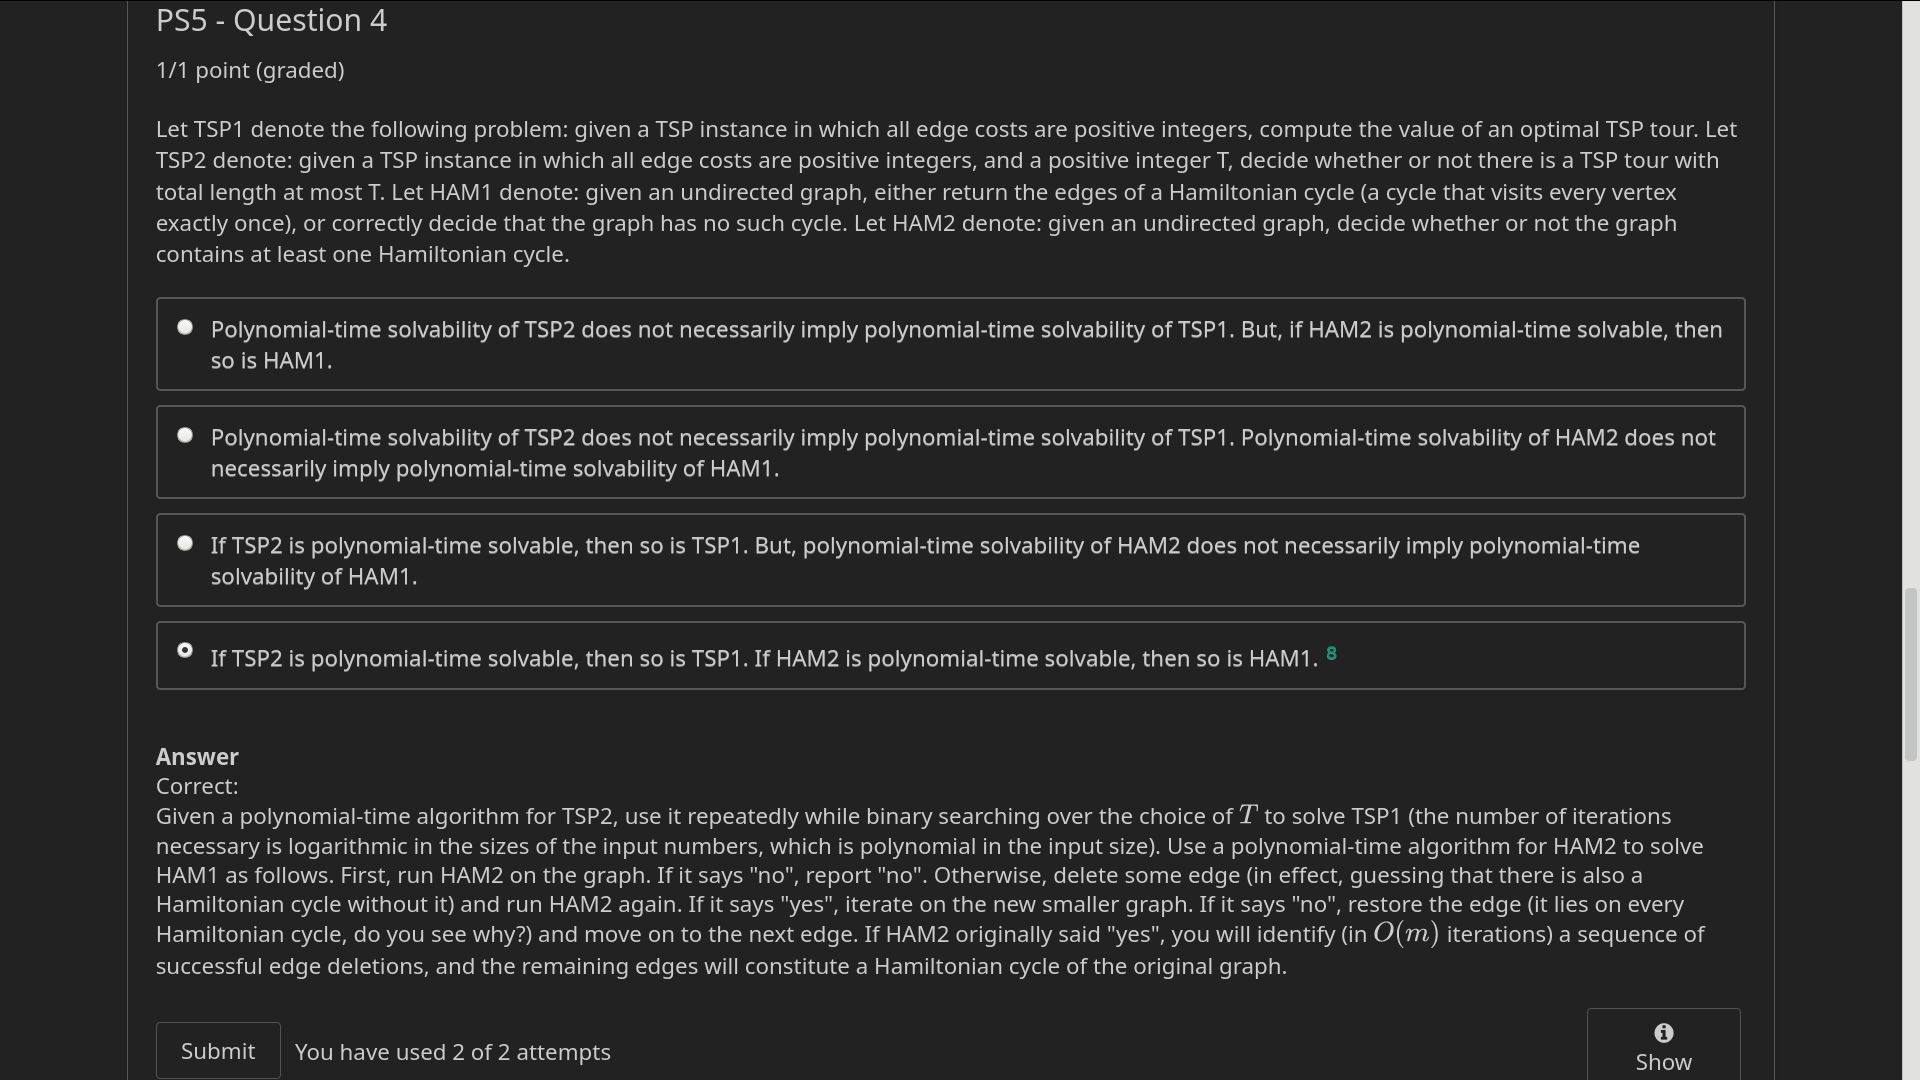 PS5 - Question 4
1/1 point (graded)
Let TSP1 denote the following problem: given a TSP instance in which all edge costs are positive integers, compute the value of an optimal TSP tour. Let
TSP2 denote: given a TSP instance in which all edge costs are positive integers, and a positive integer T, decide whether or not there is a TSP tour with
total length at most T. Let HAM1 denote: given an undirected graph, either return the edges of a Hamiltonian cycle (a cycle that visits every vertex
exactly once), or correctly decide that the graph has no such cycle. Let HAM2 denote: given an undirected graph, decide whether or not the graph
contains at least one Hamiltonian cycle.
Polynomial-time solvability of TSP2 does not necessarily imply polynomial-time solvability of TSP1. But, if HAM2 is polynomial-time solvable, then
so is HAM1.
Polynomial-time solvability of TSP2 does not necessarily imply polynomial-time solvability of TSP1. Polynomial-time solvability of HAM2 does not
necessarily imply polynomial-time solvability of HAM1.
If TSP2 is polynomial-time solvable, then so is TSP1. But, polynomial-time solvability of HAM2 does not necessarily imply polynomial-time
solvability of HAM1.
If TSP2 is polynomial-time solvable, then so is TSP1. If HAM2 is polynomial-time solvable, then so is HAM1. 8
Answer
Correct:
Given a polynomial-time algorithm for TSP2, use it repeatedly while binary searching over the choice of T to solve TSP1 (the number of iterations
necessary is logarithmic in the sizes of the input numbers, which is polynomial in the input size). Use a polynomial-time algorithm for HAM2 to solve
HAM1 as follows. First, run HAM2 on the graph. If it says "no", report "no". Otherwise, delete some edge (in effect, guessing that there is also a
Hamiltonian cycle without it) and run HAM2 again. If it says "yes", iterate on the new smaller graph. If it says "no", restore the edge (it lies on every
Hamiltonian cycle, do you see why?) and move on to the next edge. If HAM2 originally said "yes", you will identify (in O(m) iterations) a sequence of
successful edge deletions, and the remaining edges will constitute a Hamiltonian cycle of the original graph.
Submit You have used 2 of 2 attempts
Show